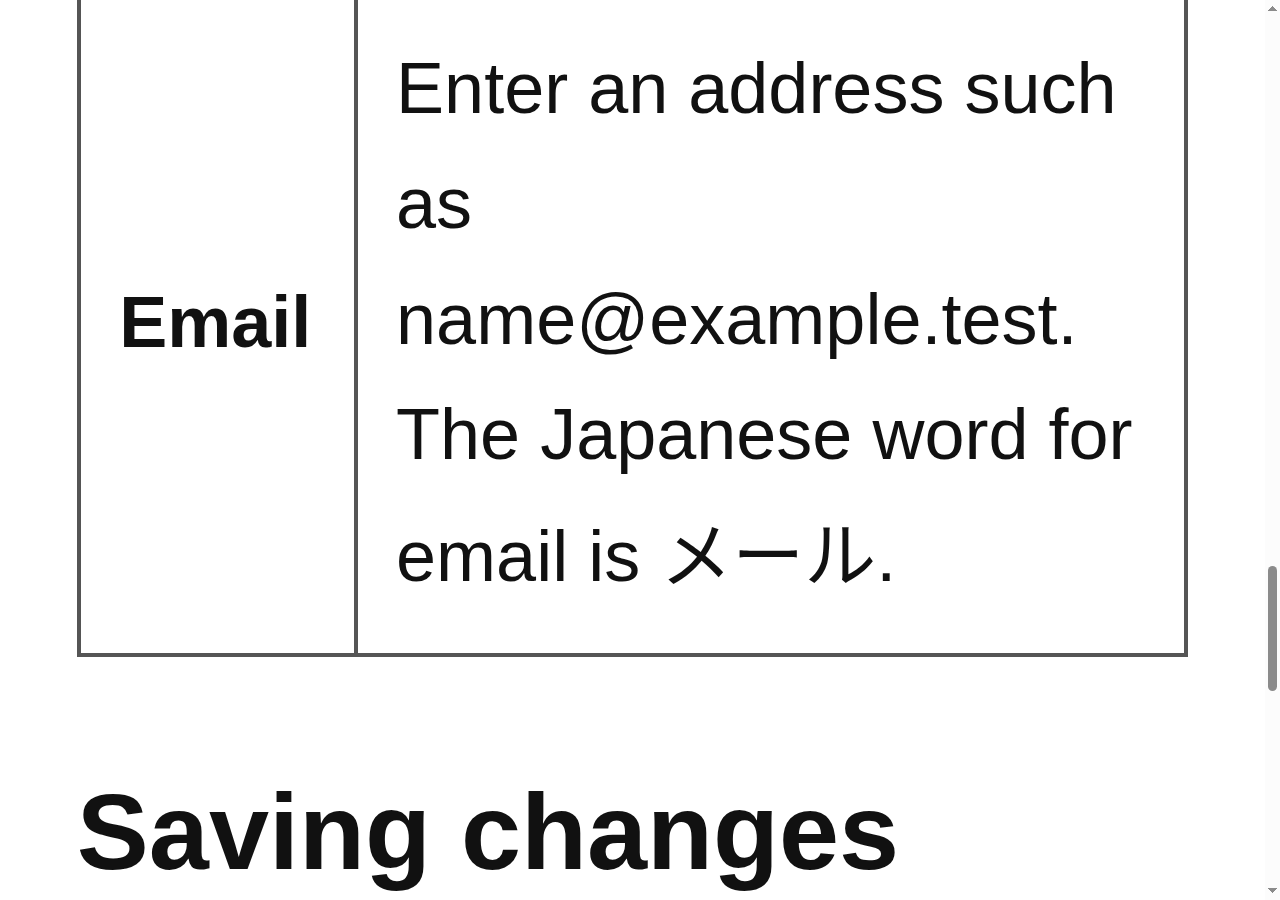 Enter an address such
as
Email
name@example.test.
The Japanese word for
email is メール.
Saving changes